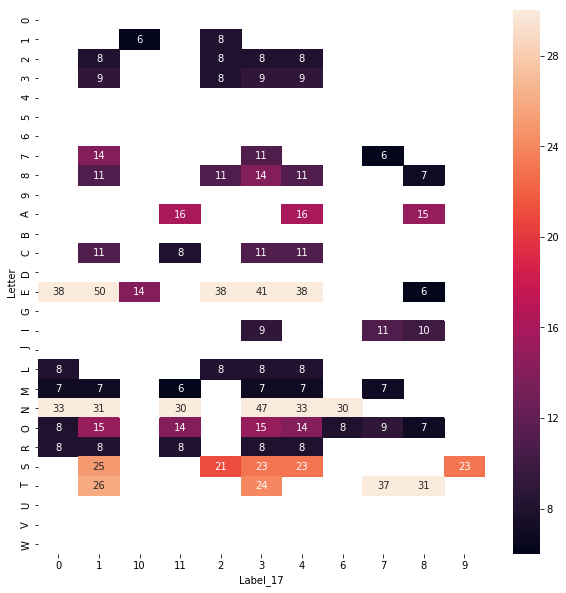 0
1 6 8
2 8 8 8 8
3 9 8 9 9
4
5
6
7 14 11 6
8 11 11 14 11 7
9
A 16 16 15
B
C 11 8 11 11
D
E 38 50 14 38 41 38 6
G
I 9 11 10
J
L 8 8 8 8
M 7 7 6 7 7 7
N 33 31 30 47 33 30
O 8 15 14 15 14 8 9 7
R 8 8 8 8 8
S 25 21 23 23 23
T 26 24 37 31
U
V
W
Letter
0 1 10 11 2 3 4 6 7 8 9
Label_17
28
24
20
16
12
8